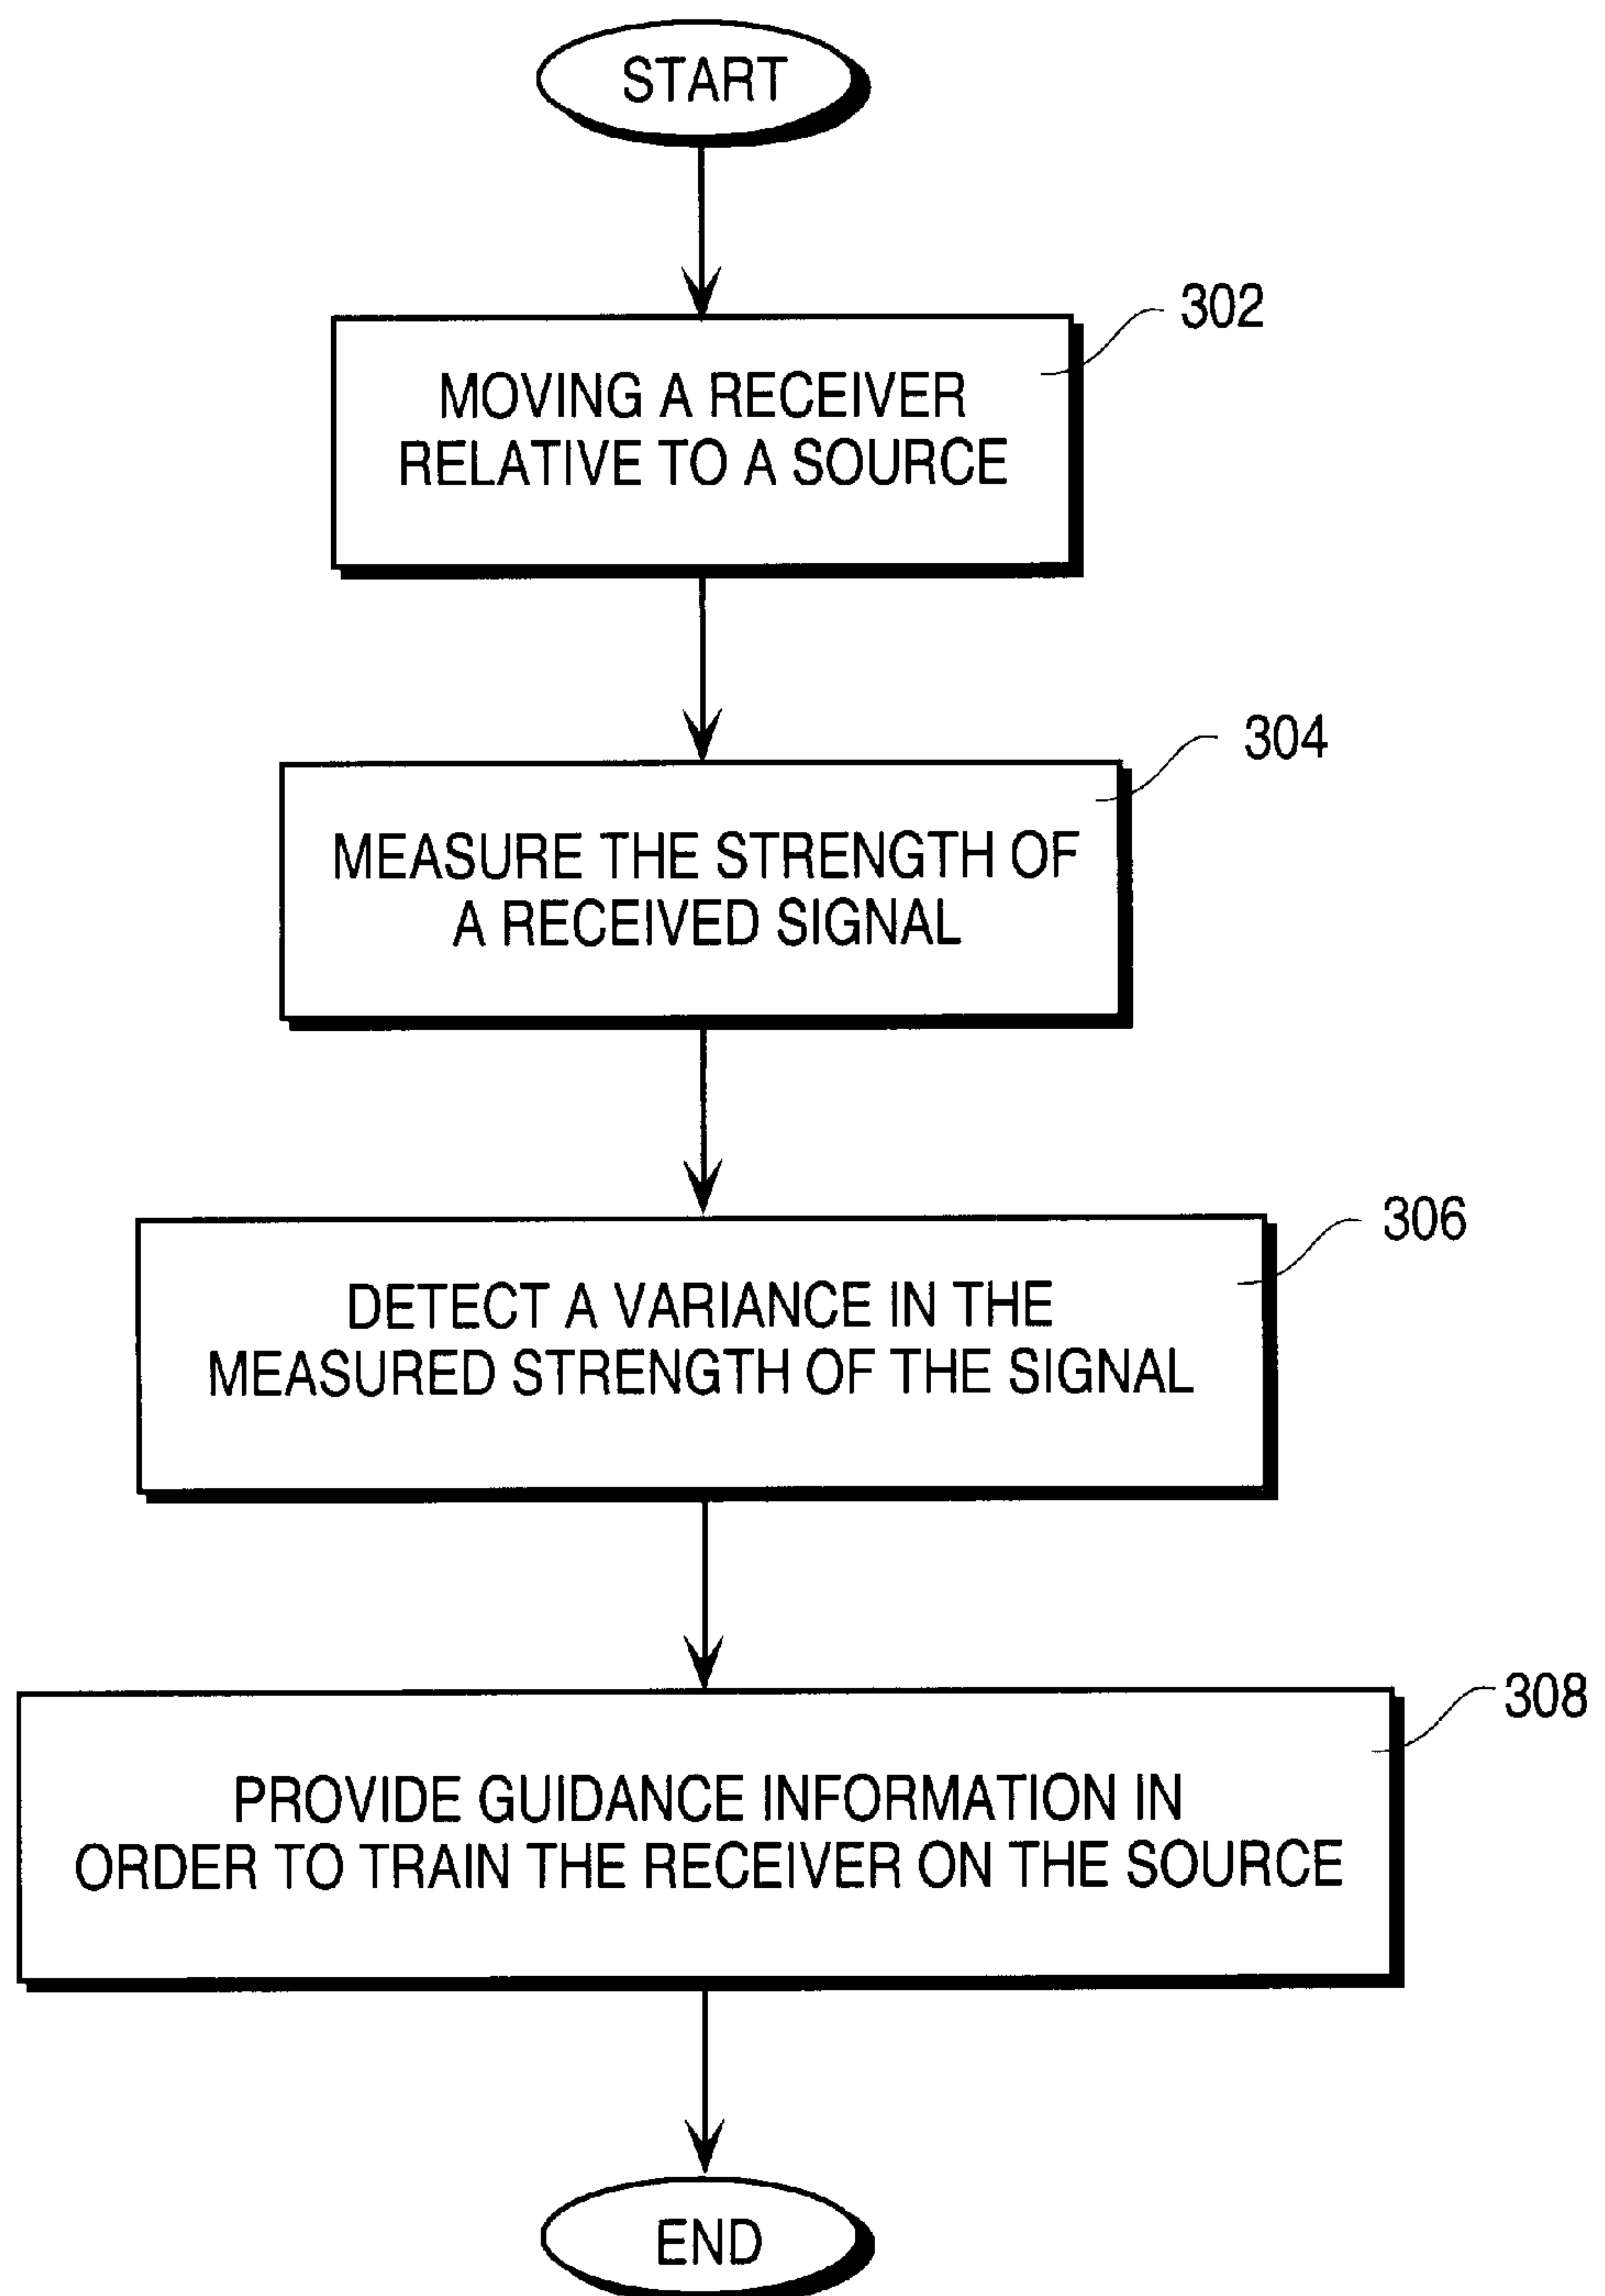 START
302
MOVING A RECEIVER
RELATIVE TO A SOURCE
304
MEASURE THE STRENGTH OF
A RECEIVED SIGNAL
306
DETECT A VARIANCE IN THE
MEASURED STRENGTH OF THE SIGNAL
308
PROVIDE GUIDANCE INFORMATION IN
ORDER TO TRAIN THE RECEIVER ON THE SOURCE
END